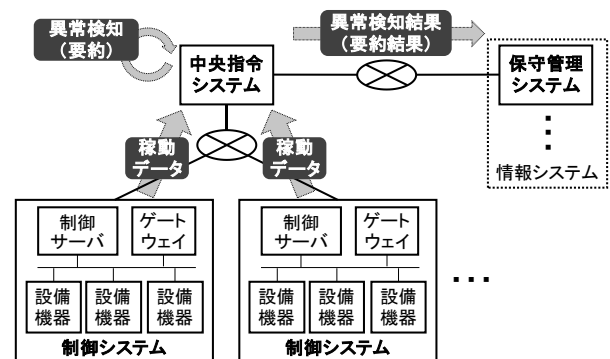 異常検知
（要約）
異常検知結果
（要約結果）
中央指令
システム
保守管理
システム
情報システム
稼動
データ
稼動
データ
制御
サーバ
ゲート
ウェイ
設備
機器
設備
機器
設備
機器
制御システム
制御
サーバ
ゲート
ウェイ
設備
機器
設備
機器
設備
機器
制御システム